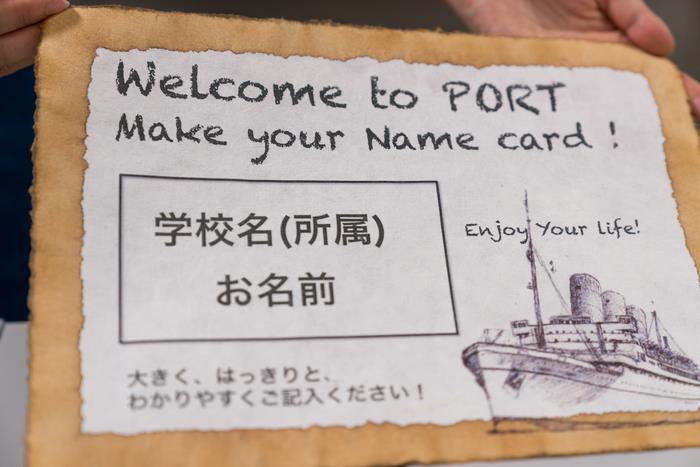 Welcome to PORT
Make your Name card !
学校名(所属)
お名前
Enjoy Your life!
大きく、はっきりと、
わかりやすくご記入ください！